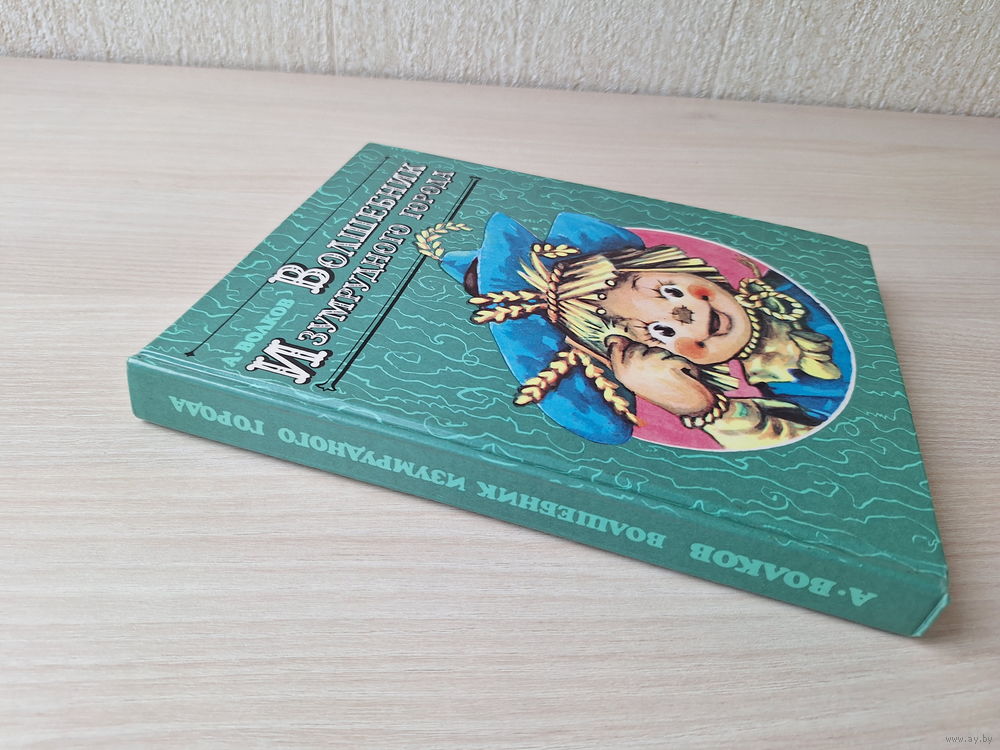 А. ВОЛКОВ
ВОЛШЕБНИК
ИЗУМРУДНОГО ГОРОДА
А · ВОЛКОВ ВОЛШЕБНИК ИЗУМРУДНОГО ГОРОДА
www.ay.by